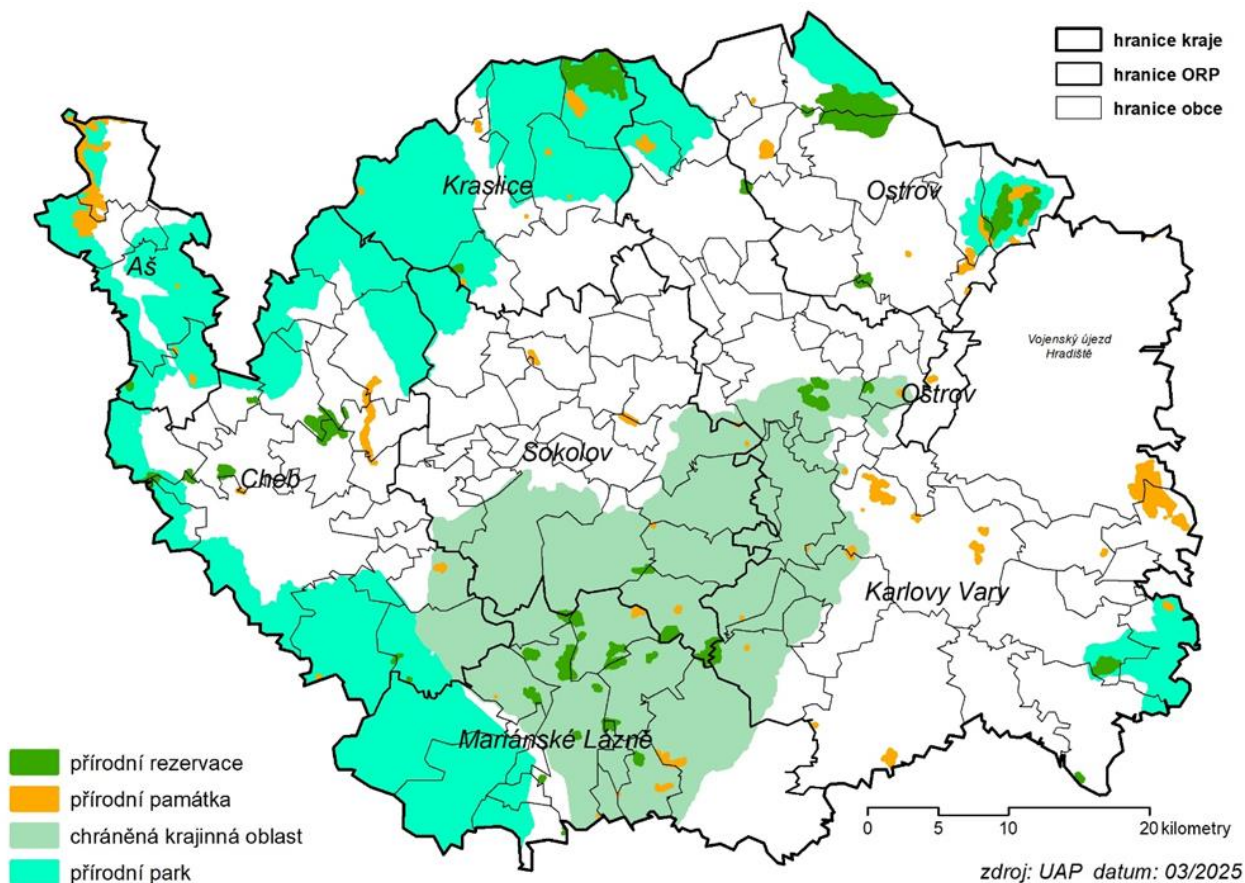 hranice kraje
hranice ORP
hranice obce
Kraslice
Ostrov
Aš
Vojenský újezd
Hradiště
Ostrov
Sokolov
Cheb
Karlovy Vary
Mariánské Lázně
přírodní rezervace
přírodní památka
chráněná krajinná oblast
přírodní park
0 5 10 20 kilometry
zdroj: UAP datum: 03/2025